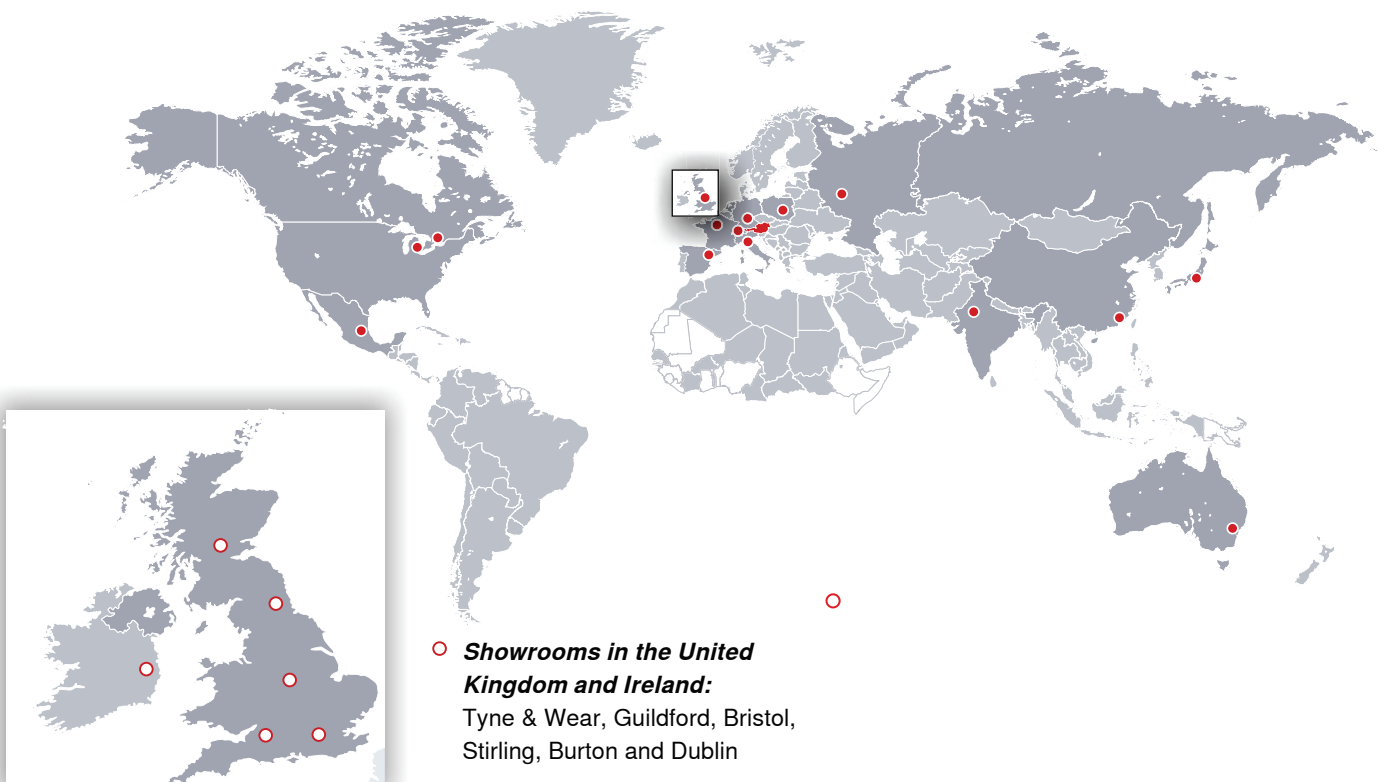 Showrooms in the United
Kingdom and Ireland:
Tyne & Wear, Guildford, Bristol,
Stirling, Burton and Dublin